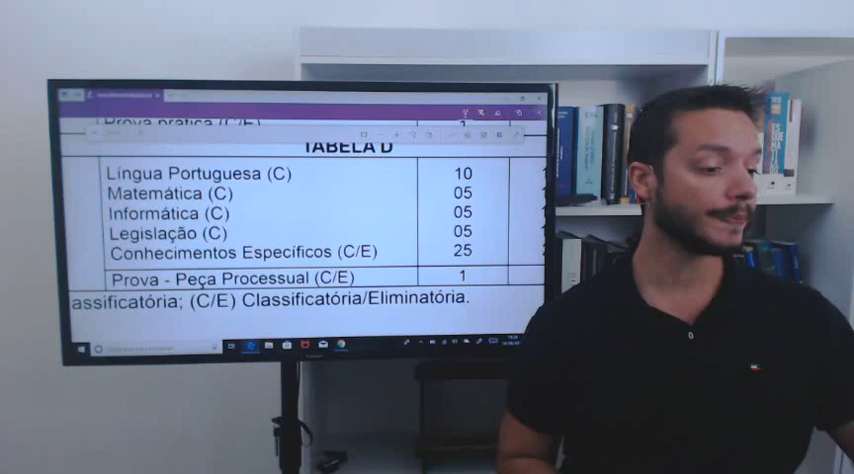 Prova prática (C/E) 1
TABELA D
Língua Portuguesa (C) 10
Matemática (C) 05
Informática (C) 05
Legislação (C) 05
Conhecimentos Específicos (C/E) 25
Prova - Peça Processual (C/E) 1
assificatória; (C/E) Classificatória/Eliminatória.